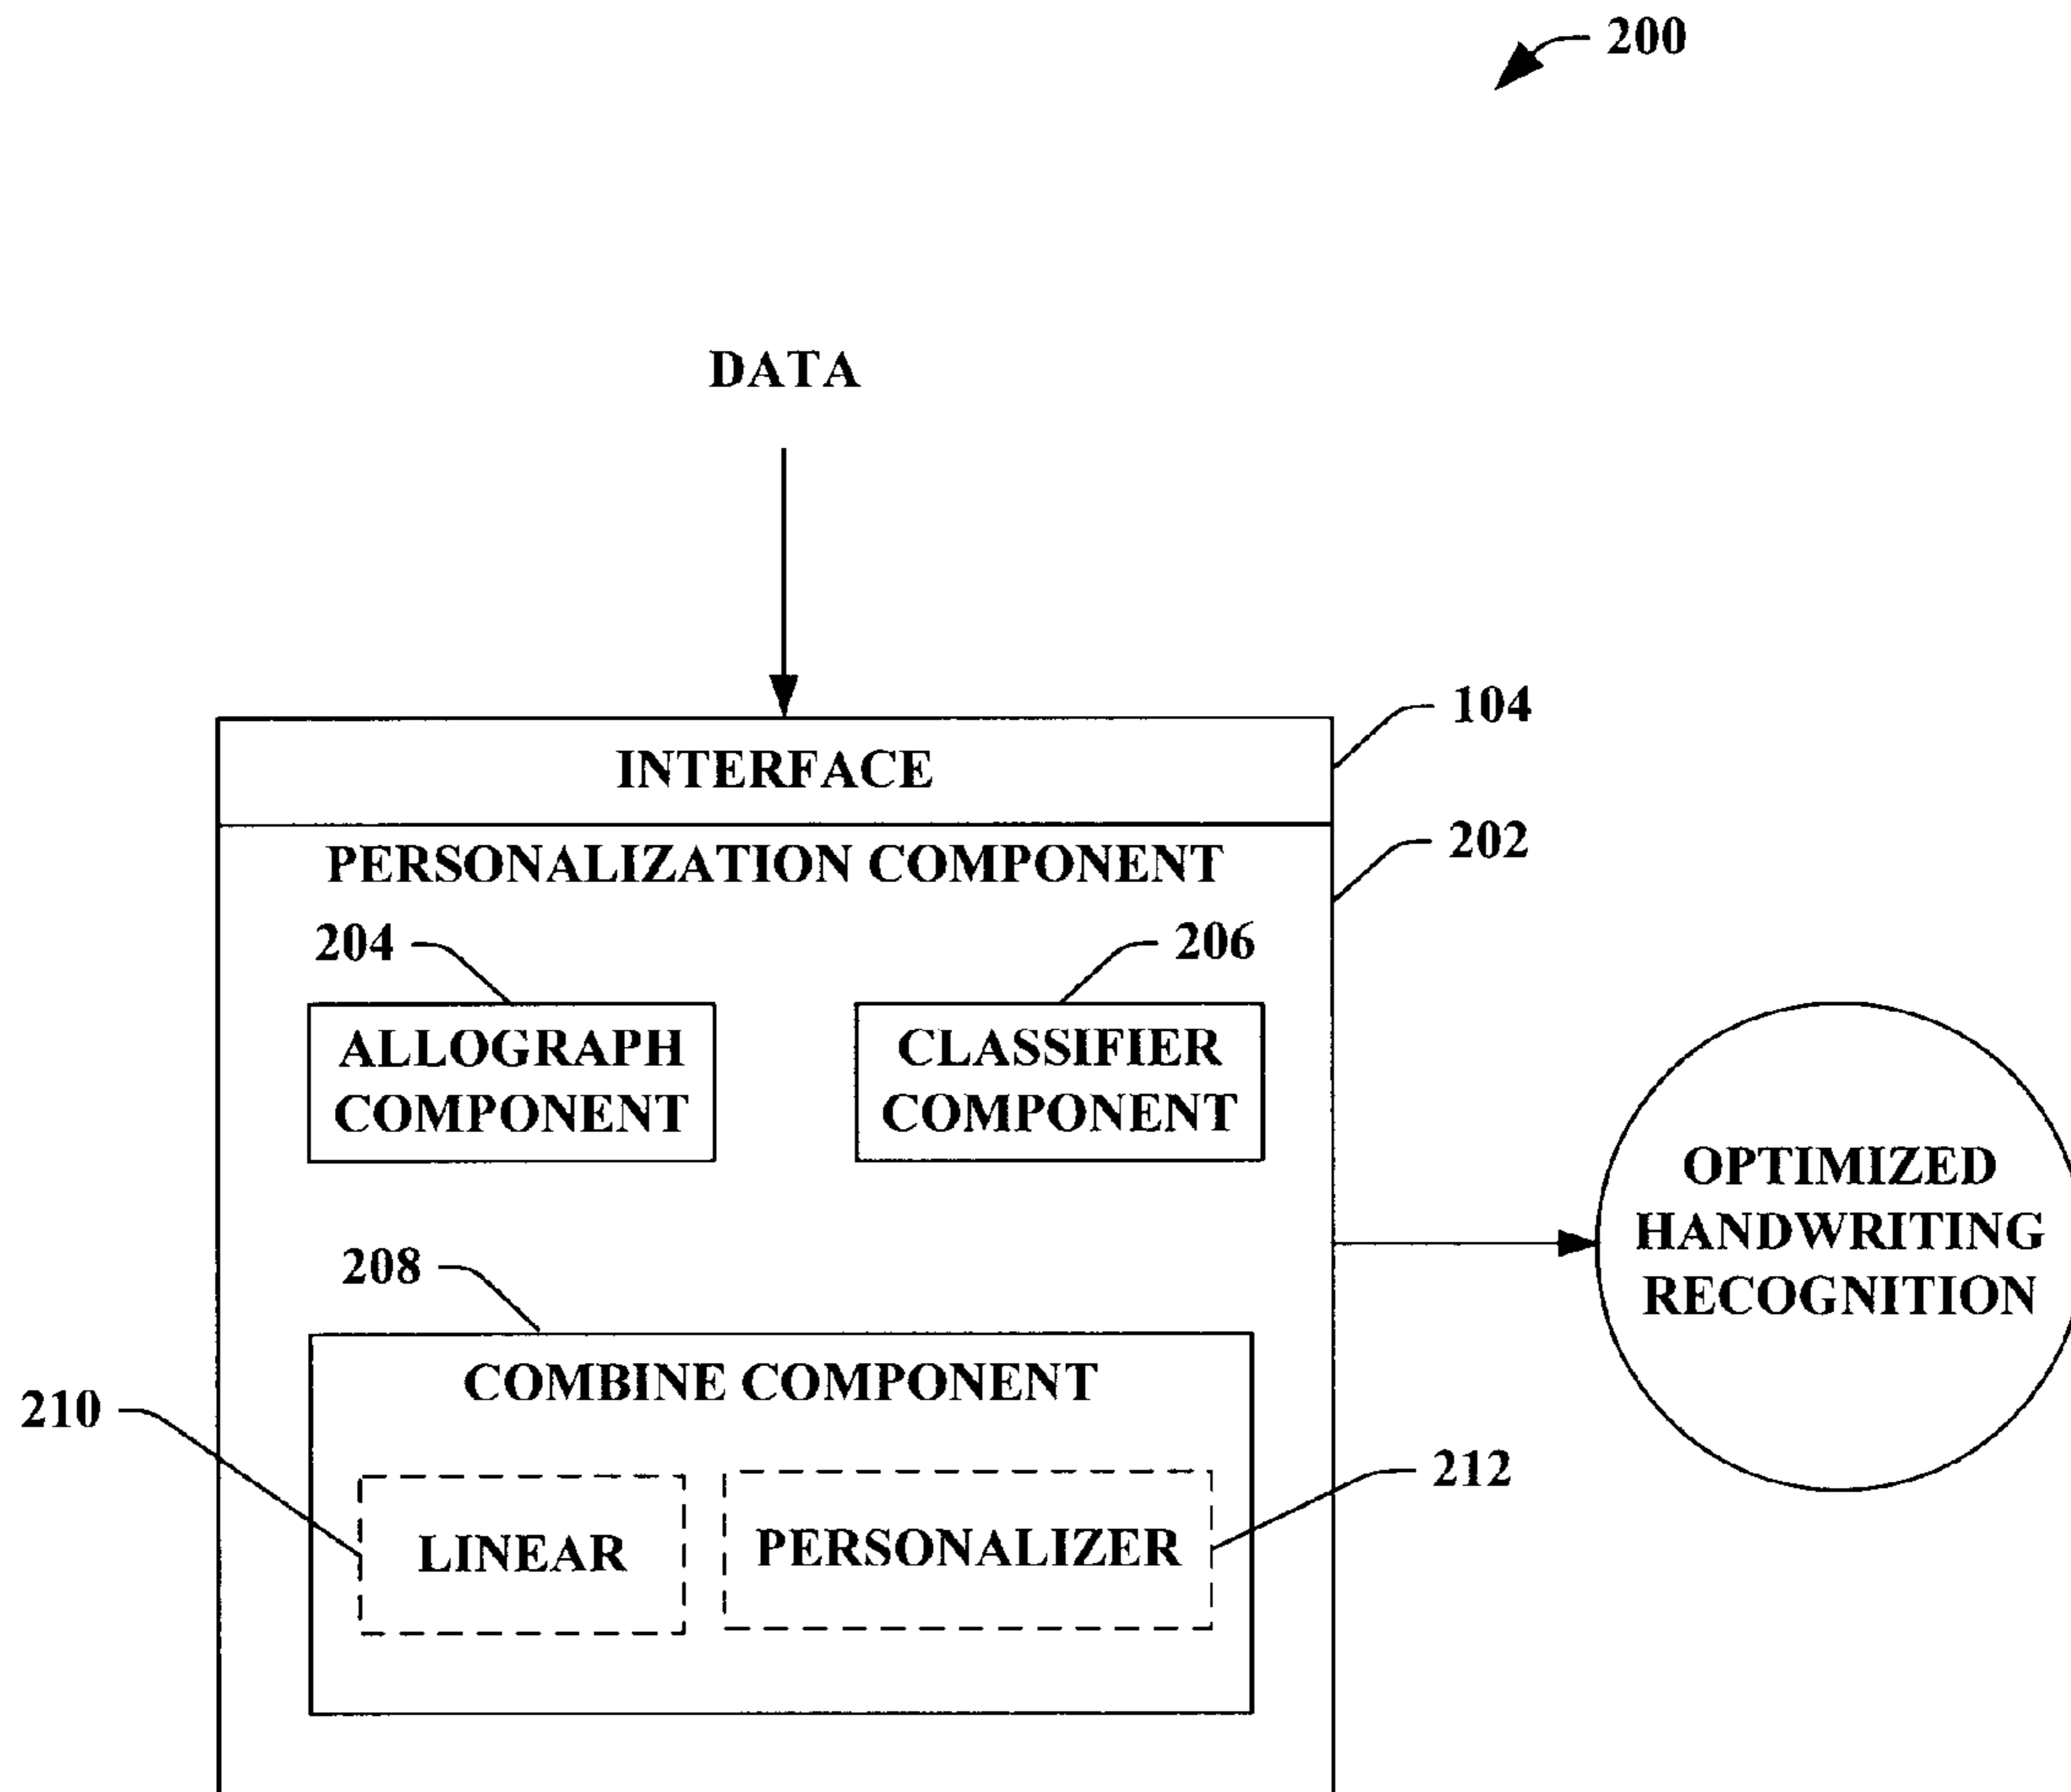 200
DATA
104
INTERFACE
202
PERSONALIZATION COMPONENT
204
206
ALLOGRAPH
COMPONENT
CLASSIFIER
COMPONENT
OPTIMIZED
HANDWRITING
RECOGNITION
208
COMBINE COMPONENT
210
212
LINEAR
PERSONALIZER